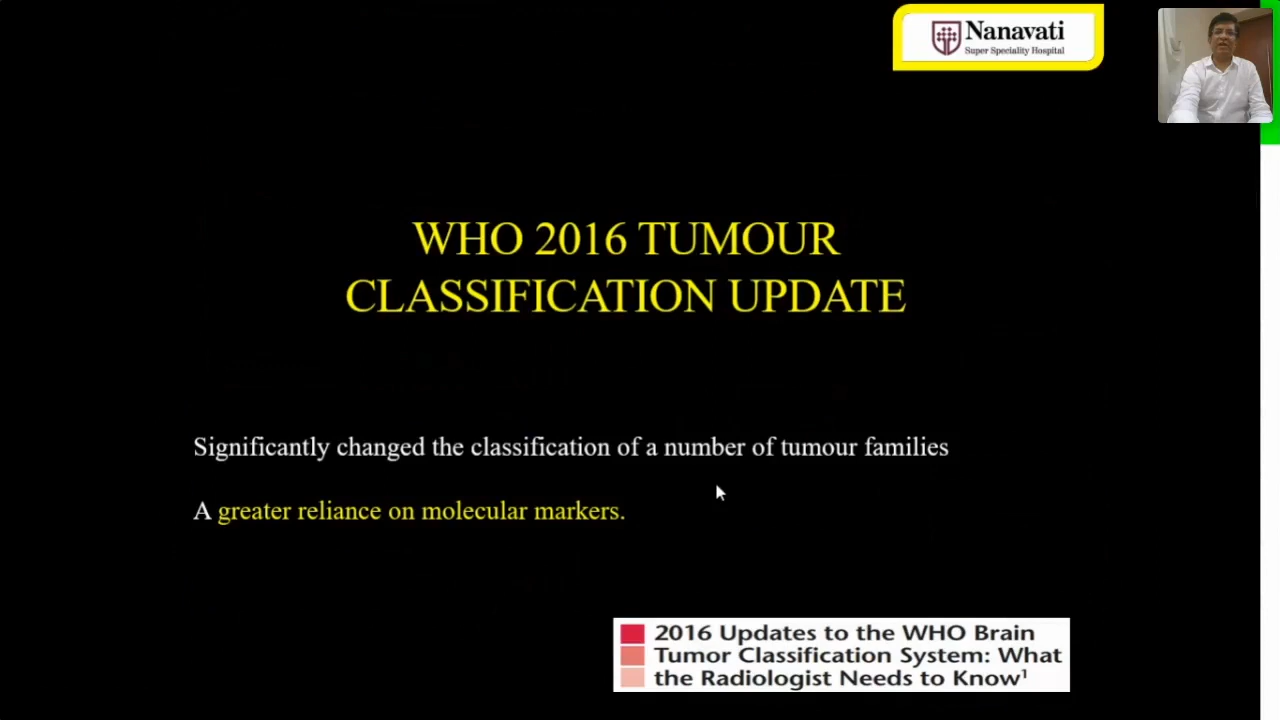 Nanavati
Super Speciality Hospital
WHO 2016 TUMOUR
CLASSIFICATION UPDATE
Significantly changed the classification of a number of tumour families
A greater reliance on molecular markers.
2016 Updates to the WHO Brain
Tumor Classification System: What
the Radiologist Needs to Know¹